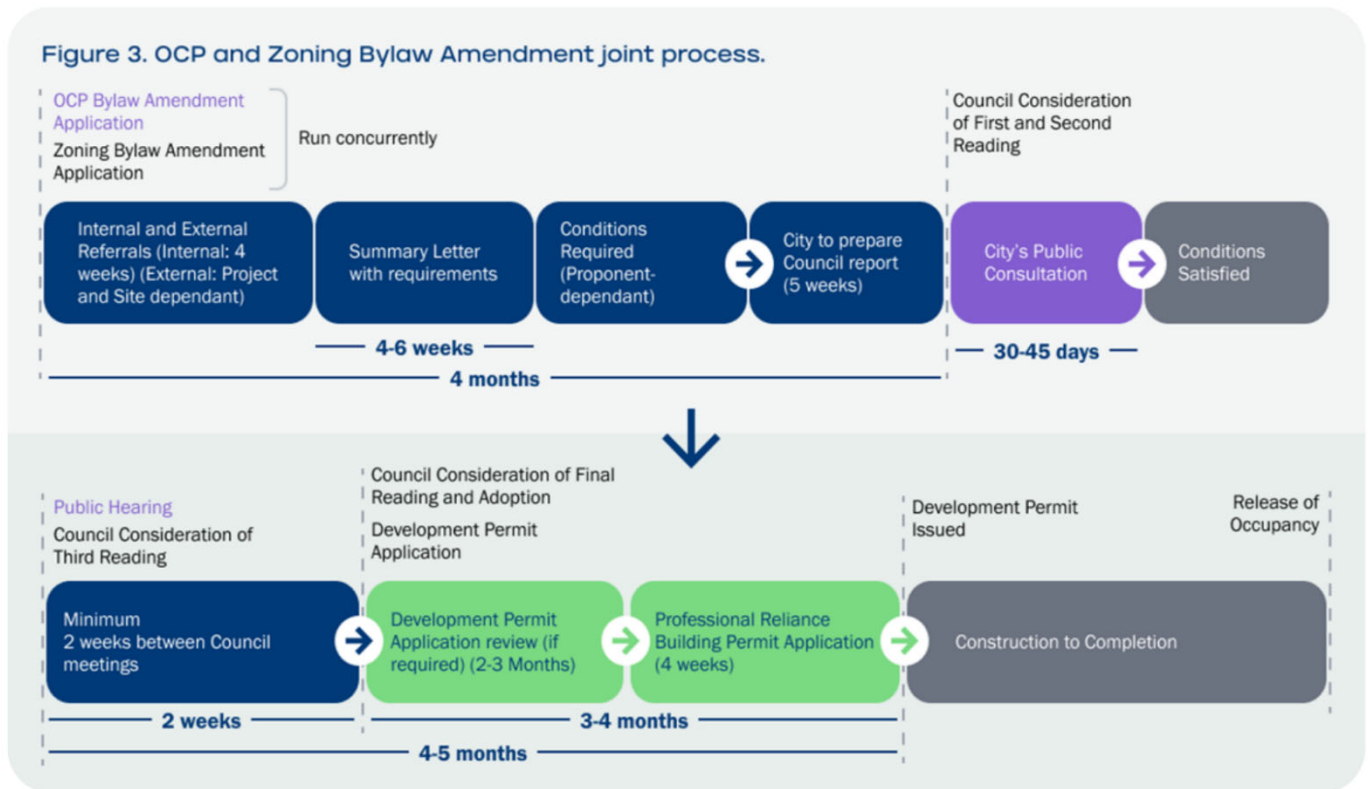 Figure 3. OCP and Zoning Bylaw Amendment joint process.
OCP Bylaw Amendment
Application
Zoning Bylaw Amendment
Application
Run concurrently
Council Consideration
of First and Second
Reading
Internal and External
Referrals (Internal: 4
weeks) (External: Project
and Site dependant)
Summary Letter
with requirements
Conditions
Required
(Proponent-
dependant)
City to prepare
Council report
(5 weeks)
City's Public
Consultation
Conditions
Satisfied
4-6 weeks
30-45 days
4 months
Public Hearing
Council Consideration of
Third Reading
Council Consideration of Final
Reading and Adoption
Development Permit
Application
Development Permit
Issued
Release of
Occupancy
Minimum
2 weeks between Council
meetings
Development Permit
Application review (if
required) (2-3 Months)
Professional Reliance
Building Permit Application
(4 weeks)
Construction to Completion
2 weeks
3-4 months
4-5 months